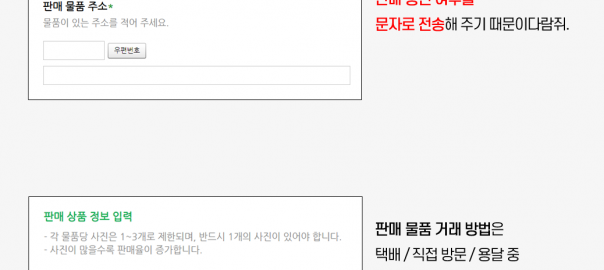 판매 물품 주소*
물품이 있는 주소를 적어 주세요.
우편번호
문자로 전송해 주기 때문이다람쥐.
판매 상품 정보 입력
- 각 물품당 사진은 1~3개로 제한되며, 반드시 1개의 사진이 있어야 합니다.
- 사진이 많을수록 판매율이 증가합니다.
판매 물품 거래 방법은
택배 / 직접 방문 / 용달 중